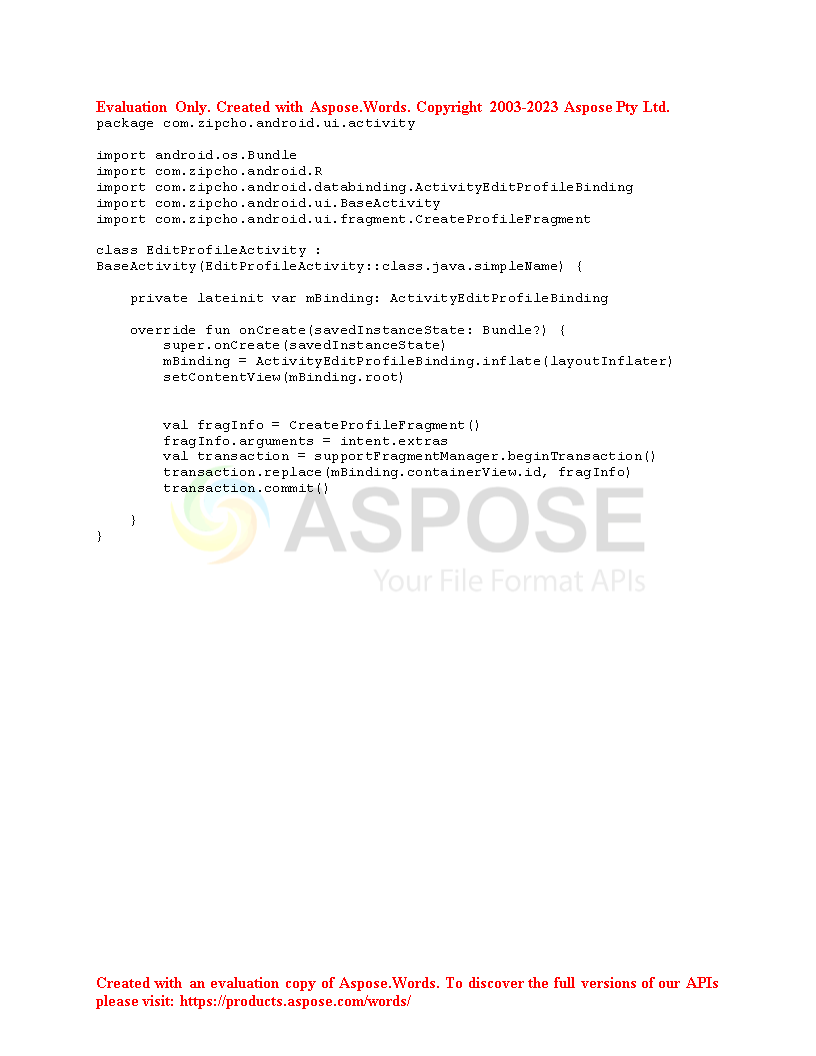 Evaluation Only. Created with Aspose.Words. Copyright 2003-2023 Aspose Pty Ltd.
package com.zipcho.android.ui.activity

import android.os.Bundle
import com.zipcho.android.R
import com.zipcho.android.databinding.ActivityEditProfileBinding
import com.zipcho.android.ui.BaseActivity
import com.zipcho.android.ui.fragment.CreateProfileFragment

class EditProfileActivity :
BaseActivity(EditProfileActivity::class.java.simpleName) {

    private lateinit var mBinding: ActivityEditProfileBinding

    override fun onCreate(savedInstanceState: Bundle?) {
        super.onCreate(savedInstanceState)
        mBinding = ActivityEditProfileBinding.inflate(layoutInflater)
        setContentView(mBinding.root)


        val fragInfo = CreateProfileFragment()
        fragInfo.arguments = intent.extras
        val transaction = supportFragmentManager.beginTransaction()
        transaction.replace(mBinding.containerView.id, fragInfo)
        transaction.commit()

    }
}
ASPOSE
Your File Format APIs
Created with an evaluation copy of Aspose.Words. To discover the full versions of our APIs
please visit: https://products.aspose.com/words/